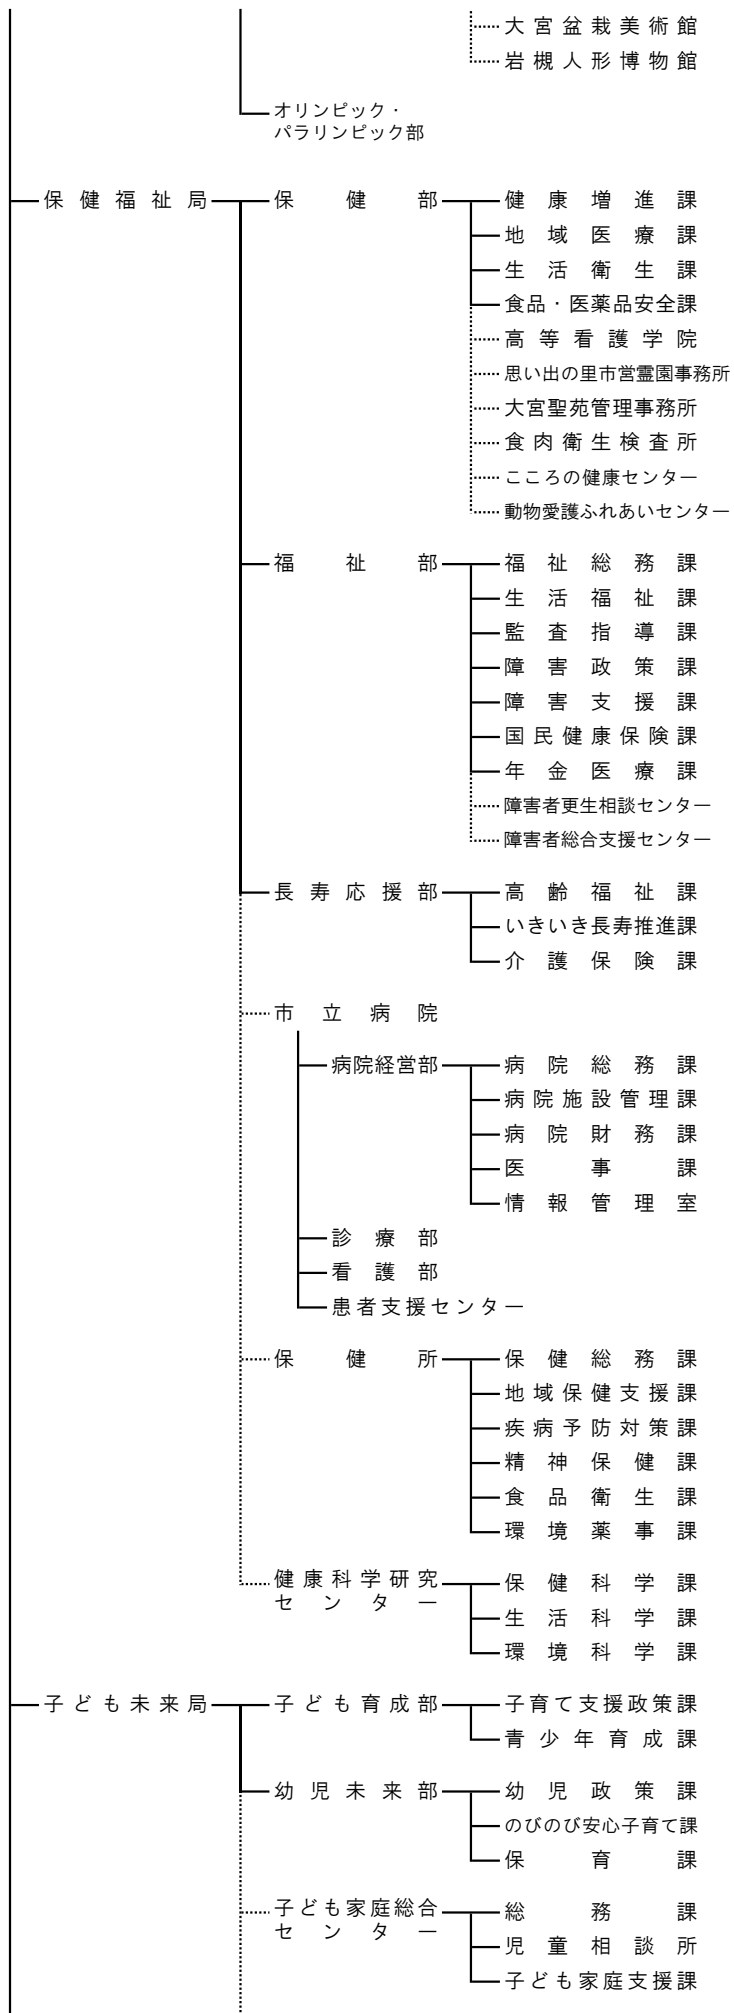 大宮盆栽美術館
岩槻人形博物館
オリンピック・
パラリンピック部
保健福祉局 保健部 健康増進課
地域医療課
生活衛生課
食品・医薬品安全課
高等看護学院
思い出の里市営霊園事務所
大宮聖苑管理事務所
食肉衛生検査所
こころの健康センター
動物愛護ふれあいセンター
福祉部 福祉総務課
生活福祉課
監査指導課
障害政策課
障害支援課
国民健康保険課
年金医療課
障害者更生相談センター
障害者総合支援センター
長寿応援部 高齢福祉課
いきいき長寿推進課
介護保険課
市立病院
病院経営部 病院総務課
病院施設管理課
病院財務課
医事課
情報管理室
診療部
看護部
患者支援センター
保健所 保健総務課
地域保健支援課
疾病予防対策課
精神保健課
食品衛生課
環境薬事課
健康科学研究
センター
保健科学課
生活科学課
環境科学課
子ども未来局 子ども育成部 子育て支援政策課
青少年育成課
幼児未来部 幼児政策課
のびのび安心子育て課
保育課
子ども家庭総合
センター
総務課
児童相談所
子ども家庭支援課